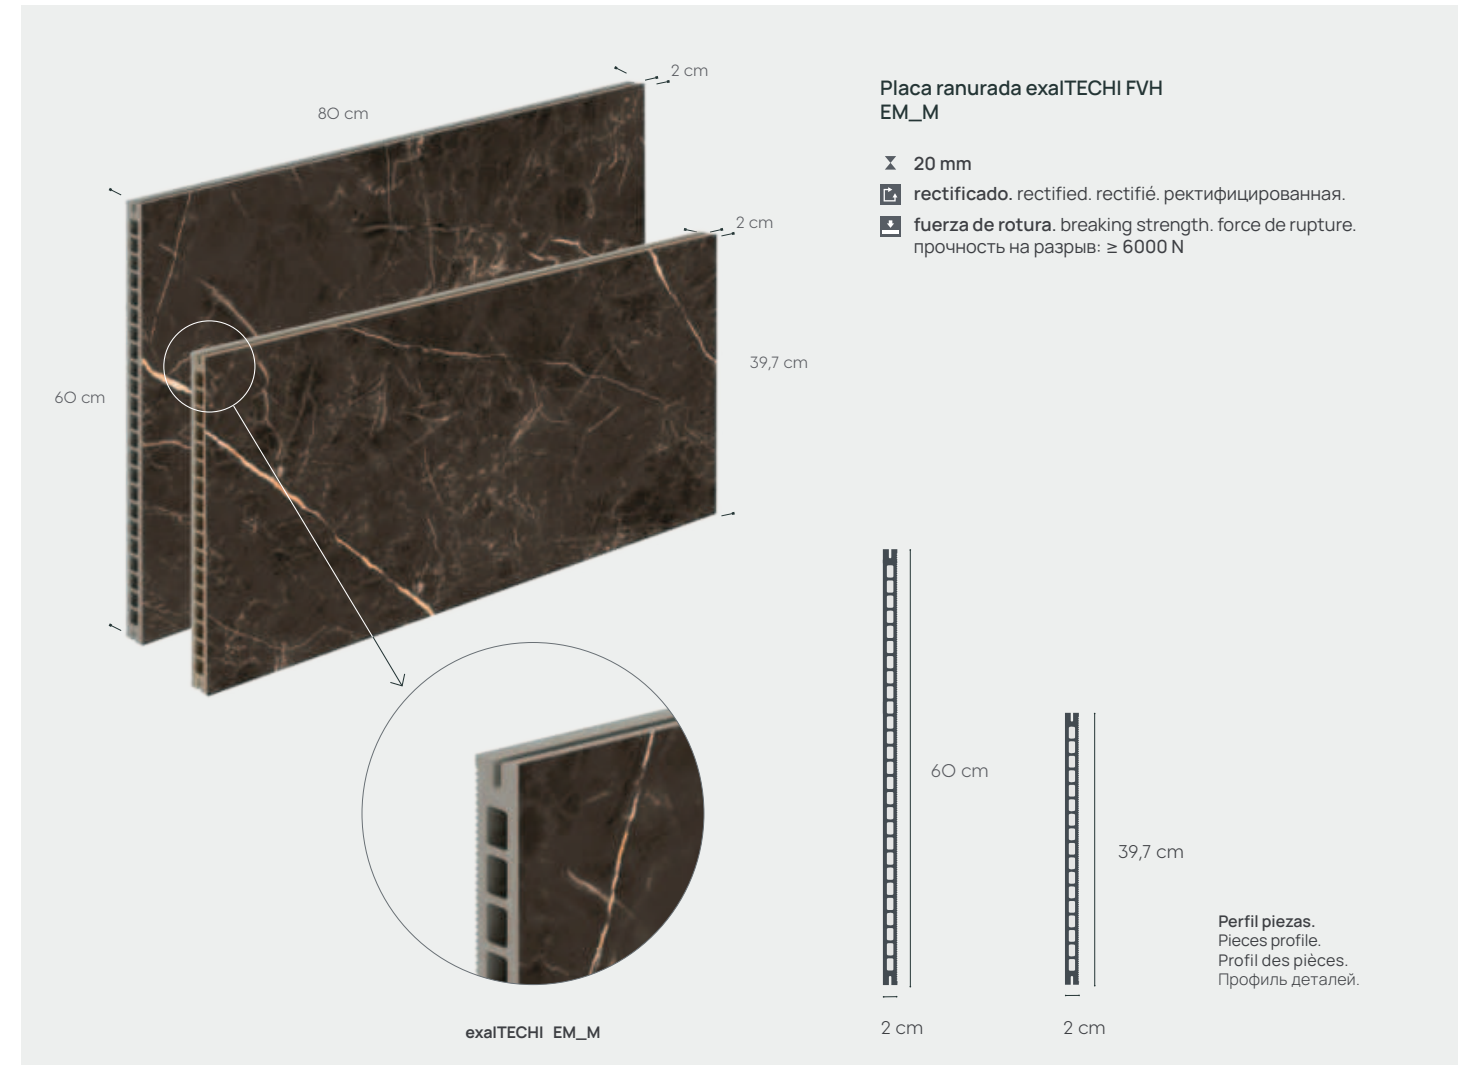 2 cm
80 cm
2 cm
39,7 cm
60 cm
Placa ranurada exalTECHI FVH
EM_M
20 mm
rectificado. rectified. rectifié. ректифицированная.
fuerza de rotura. breaking strength. force de rupture.
прочность на разрыв: ≥ 6000 N
60 cm
39,7 cm
Perfil piezas.
Pieces profile.
Profil des pièces.
Профиль деталей.
2 cm
2 cm
exalTECHI EM_M